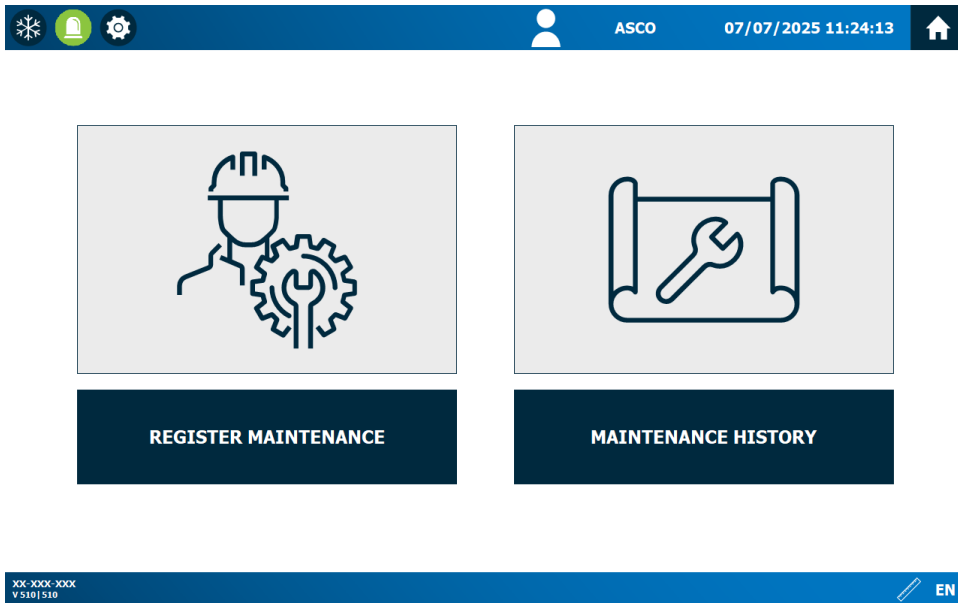 ASCO
07/07/2025 11:24:13
REGISTER MAINTENANCE
MAINTENANCE HISTORY
XX-XXX-XXX
V 510|510
EN